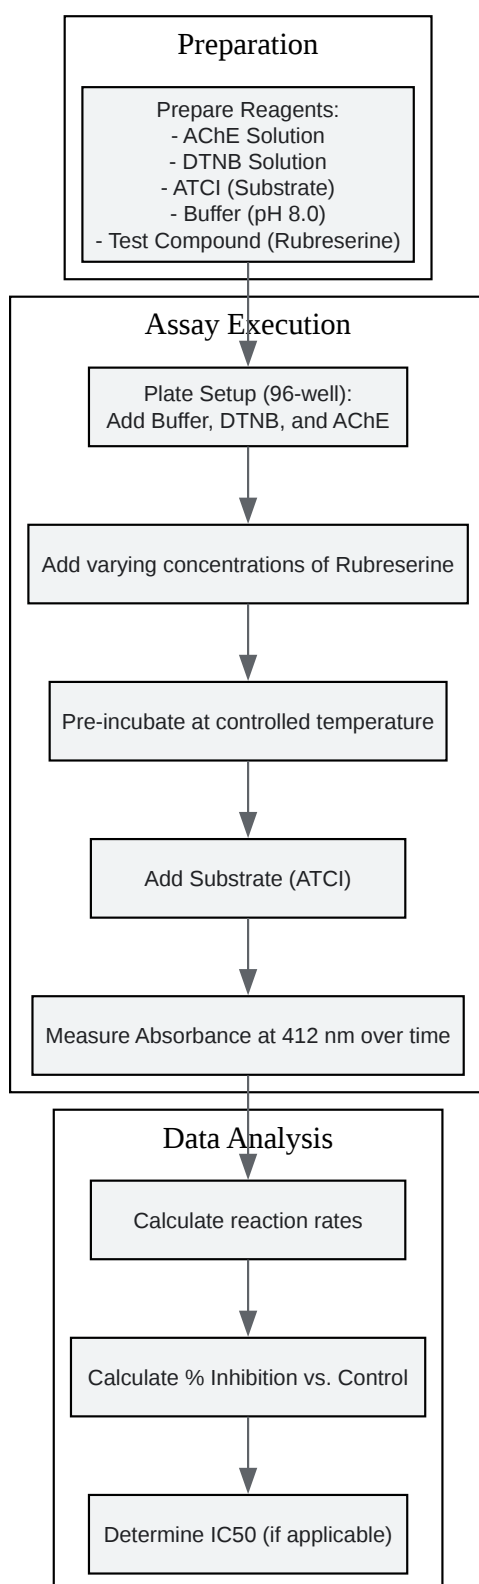 Preparation
Prepare Reagents:
- AChE Solution
- DTNB Solution
- ATCI (Substrate)
- Buffer (pH 8.0)
- Test Compound (Rubreserine)
Assay Execution
Plate Setup (96-well):
Add Buffer, DTNB, and AChE
Add varying concentrations of Rubreserine
Pre-incubate at controlled temperature
Add Substrate (ATCI)
Measure Absorbance at 412 nm over time
Data Analysis
Calculate reaction rates
Calculate % Inhibition vs. Control
Determine IC50 (if applicable)